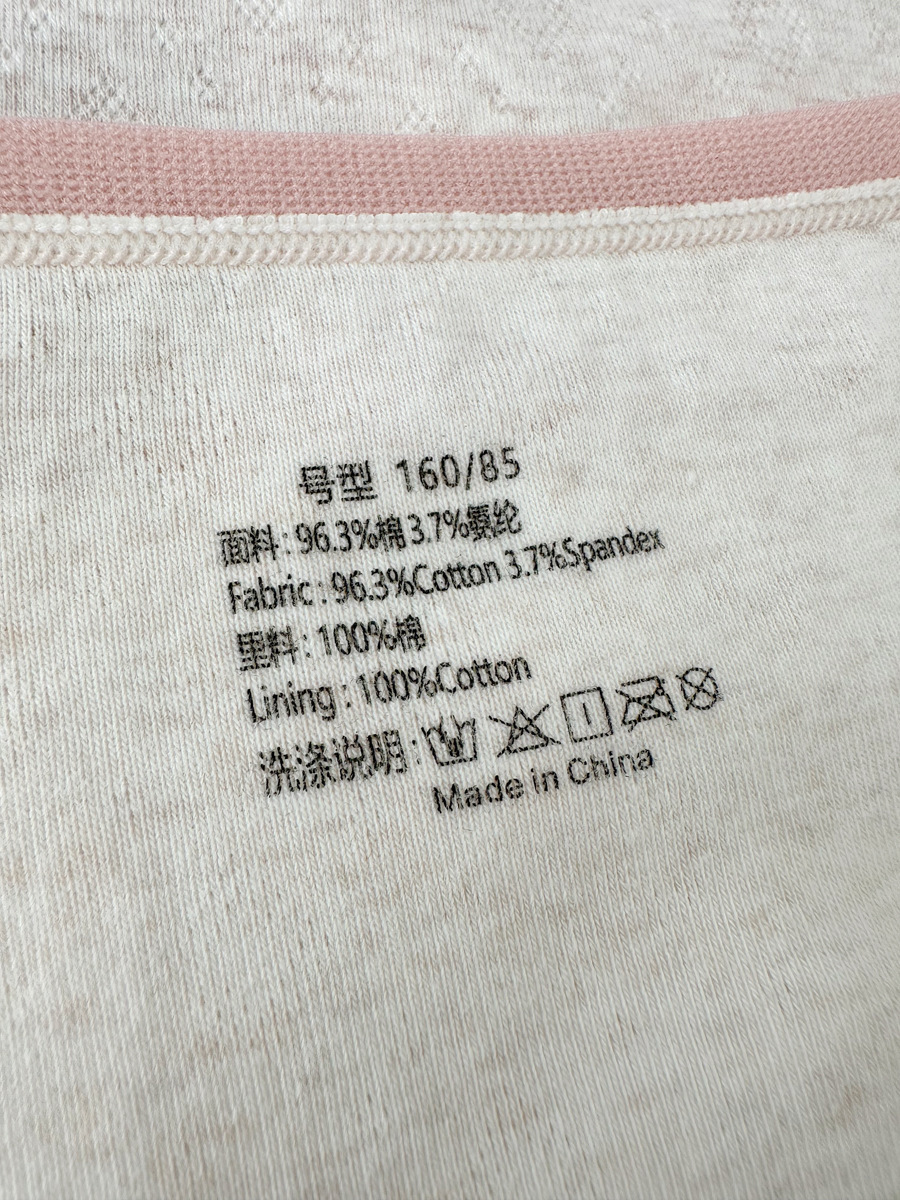 号型 160/85
面料:96.3%棉3.7%氨纶
Fabric:96.3%Cotton 3.7%Spandex
里料:100%棉
Lining:100%Cotton
洗涤说明:
Made in China